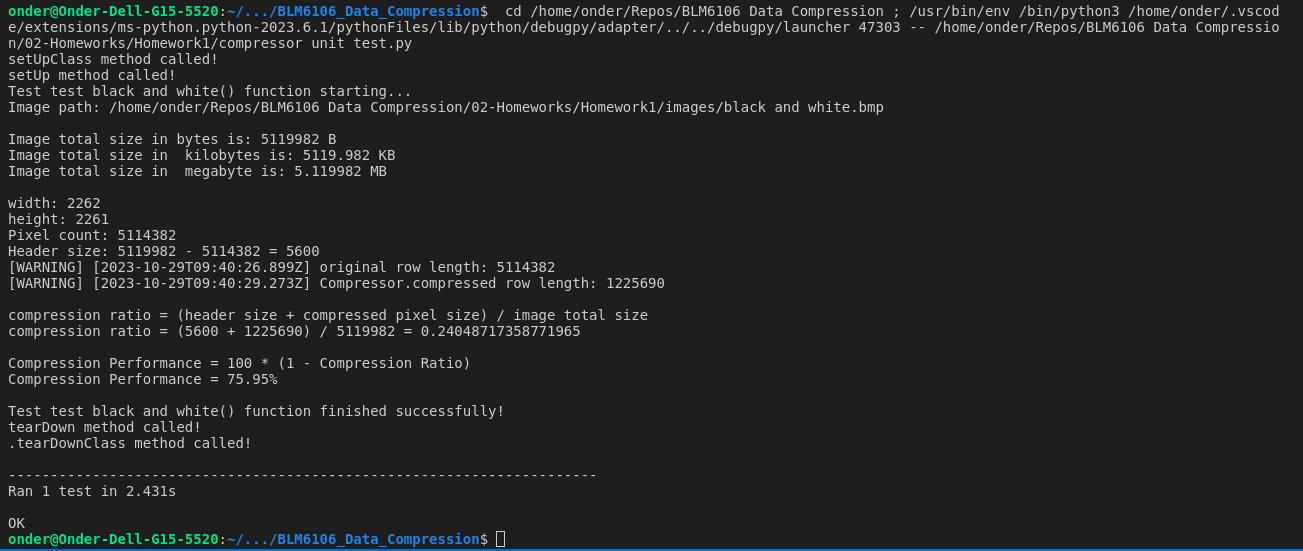 onder@Onder-Dell-G15-5520:~/.../BLM6106_Data_Compression$  cd /home/onder/Repos/BLM6106 Data Compression ; /usr/bin/env /bin/python3 /home/onder/.vscod
e/extensions/ms-python.python-2023.6.1/pythonFiles/lib/python/debugpy/adapter/../../debugpy/launcher 47303 -- /home/onder/Repos/BLM6106 Data Compressio
n/02-Homeworks/Homework1/compressor unit test.py
setUpClass method called!
setUp method called!
Test test black and white() function starting...
Image path: /home/onder/Repos/BLM6106 Data Compression/02-Homeworks/Homework1/images/black and white.bmp

Image total size in bytes is: 5119982 B
Image total size in  kilobytes is: 5119.982 KB
Image total size in  megabyte is: 5.119982 MB

width: 2262
height: 2261
Pixel count: 5114382
Header size: 5119982 - 5114382 = 5600
[WARNING] [2023-10-29T09:40:26.899Z] original row length: 5114382
[WARNING] [2023-10-29T09:40:29.273Z] Compressor.compressed row length: 1225690

compression ratio = (header size + compressed pixel size) / image total size
compression ratio = (5600 + 1225690) / 5119982 = 0.24048717358771965

Compression Performance = 100 * (1 - Compression Ratio)
Compression Performance = 75.95%

Test test black and white() function finished successfully!
tearDown method called!
.tearDownClass method called!

----------------------------------------------------------------------
Ran 1 test in 2.431s

OK
onder@Onder-Dell-G15-5520:~/.../BLM6106_Data_Compression$